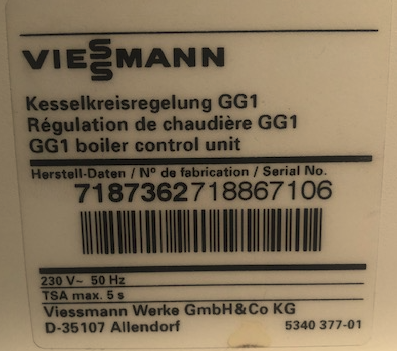 VIESSMANN
Kesselkreisregelung GG1
Régulation de chaudière GG1
GG1 boiler control unit
Herstell-Daten / Nº de fabrication / Serial No.
7187362718867106
230 V~ 50 Hz
TSA max. 5 s
Viessmann Werke GmbH&Co KG
D-35107 Allendorf 5340 377-01